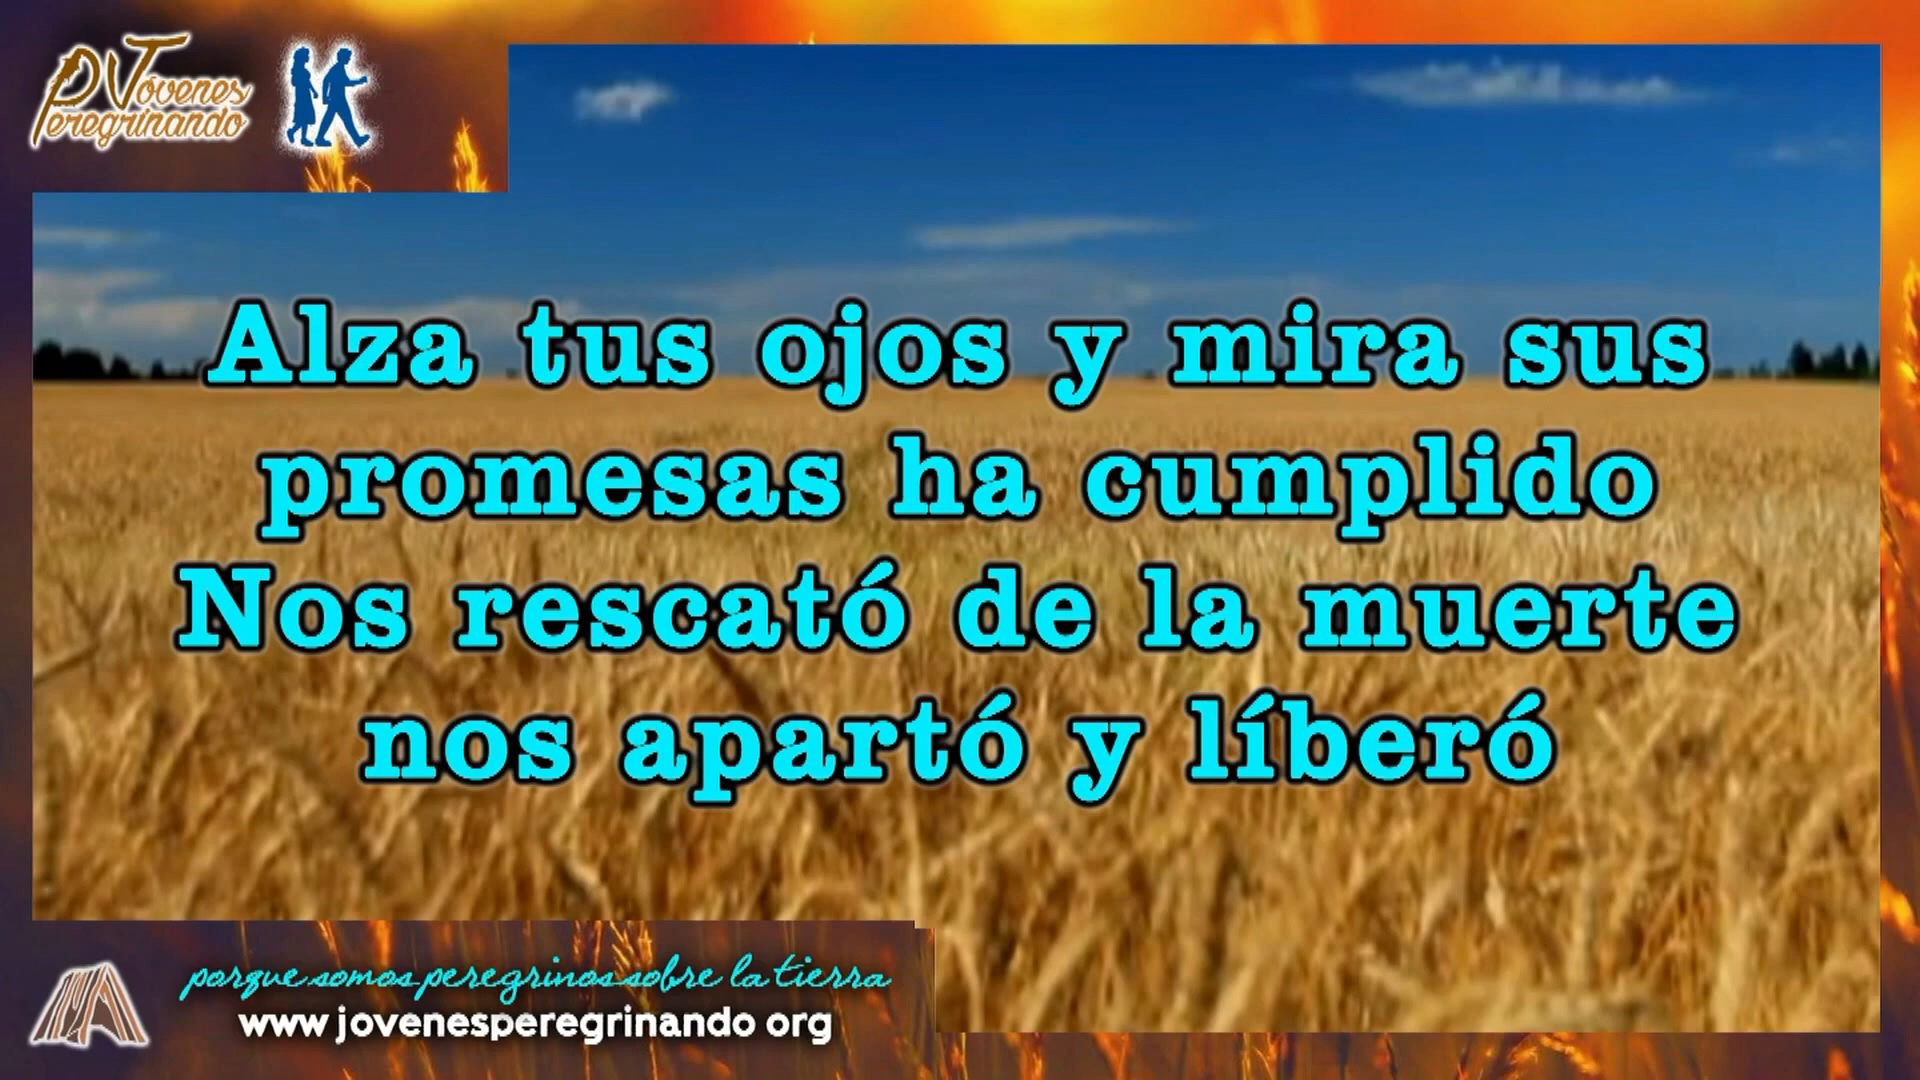 Jóvenes
Peregrinando
Alza tus ojos y mira sus
promesas ha cumplido
Nos rescató de la muerte
nos apartó y líberó
porque somos peregrinos sobre la tierra
www jovenesperegrinando org